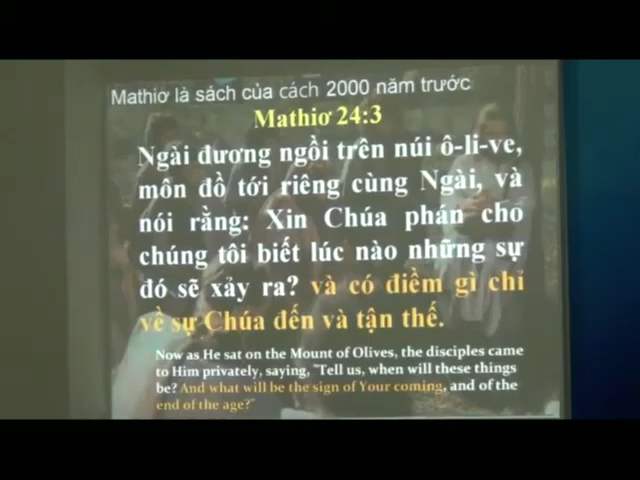 Mathiơ là sách của cách 2000 năm trước
Mathiơ 24:3
Ngài đương ngồi trên núi ô-li-ve,
môn đồ tới riêng cùng Ngài, và
nói rằng: Xin Chúa phán cho
chúng tôi biết lúc nào những sự
đó sẽ xảy ra? và có điềm gì chỉ
về sự Chúa đến và tận thế.
Now as He sat on the Mount of Olives, the disciples came
to Him privately, saying, "Tell us, when will these things
be? And what will be the sign of Your coming, and of the
end of the age?"